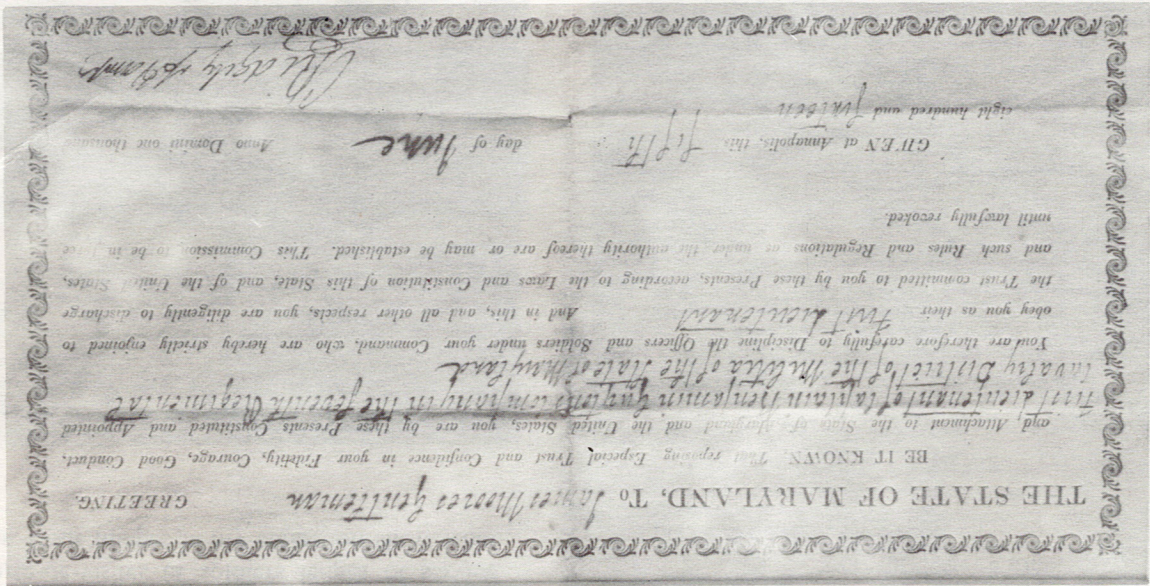 THE STATE OF MARYLAND, To James Moores Gentleman GREETING.
BE IT KNOWN, That reposing Especial Trust and Confidence in your Fidelity, Courage, Good Conduct,
and, Attachment to the State of Maryland and the United States, you are by these Presents Constituted and Appointed
First Lieutenant of Captain Benjamin company in the Seventh Regimental
Cavalry District of the Militia of the State of Maryland
You are therefore carefully to Discipline the Officers and Soldiers under your Command, who are hereby strictly enjoined to
obey you as their First Lieutenant And in this, and all other respects, you are diligently to discharge
the Trust committed to you by these Presents, according to the Laws and Constitution of this State, and of the United States,
and such Rules and Regulations as under the authority thereof are or may be established. This Commission to be in force
until lawfully revoked.
GIVEN at Annapolis, this fifth day of June Anno Domini one thousand
eight hundred and
Ridgely of Hampt